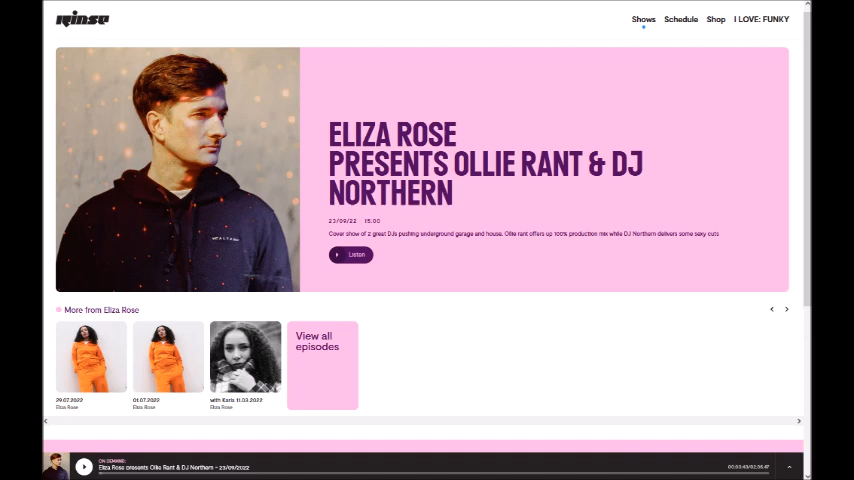 rinse
Shows Schedule Shop I LOVE: FUNKY
ELIZA ROSE
PRESENTS OLLIE RANT & DJ
NORTHERN
23/09/22 15:00
Cover show of 2 great DJs pushing underground garage and house. Ollie rant offers up 100% production mix while DJ Northern delivers some sexy cuts
Listen
More from Eliza Rose
View all
episodes
29.07.2022
Eliza Rose
01.07.2022
Eliza Rose
with Karla 11.03.2022
Eliza Rose
ON DEMAND:
Eliza Rose presents Ollie Rant & DJ Northern - 23/09/2022